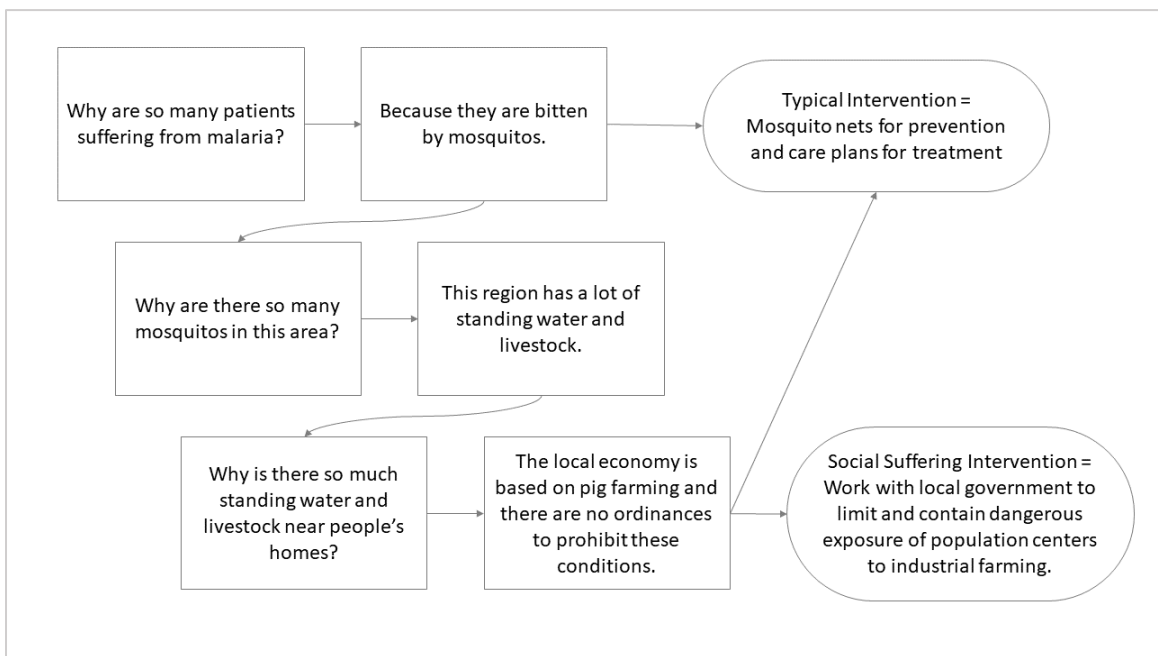 Why are so many patients
suffering from malaria?
Because they are bitten
by mosquitos.
Typical Intervention =
Mosquito nets for prevention
and care plans for treatment
Why are there so many
mosquitos in this area?
This region has a lot of
standing water and
livestock.
Why is there so much
standing water and
livestock near people’s
homes?
The local economy is
based on pig farming and
there are no ordinances
to prohibit these
conditions.
Social Suffering Intervention =
Work with local government to
limit and contain dangerous
exposure of population centers
to industrial farming.